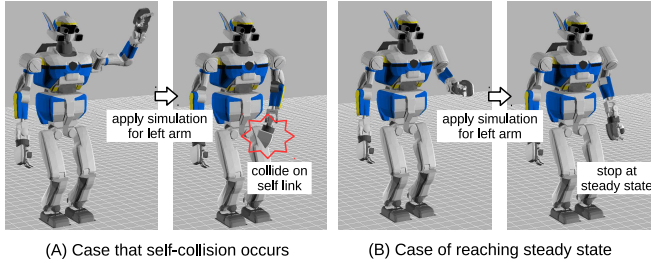 apply simulation
for left arm
collide on
self link
apply simulation
for left arm
stop at
steady state
(A) Case that self-collision occurs
(B) Case of reaching steady state